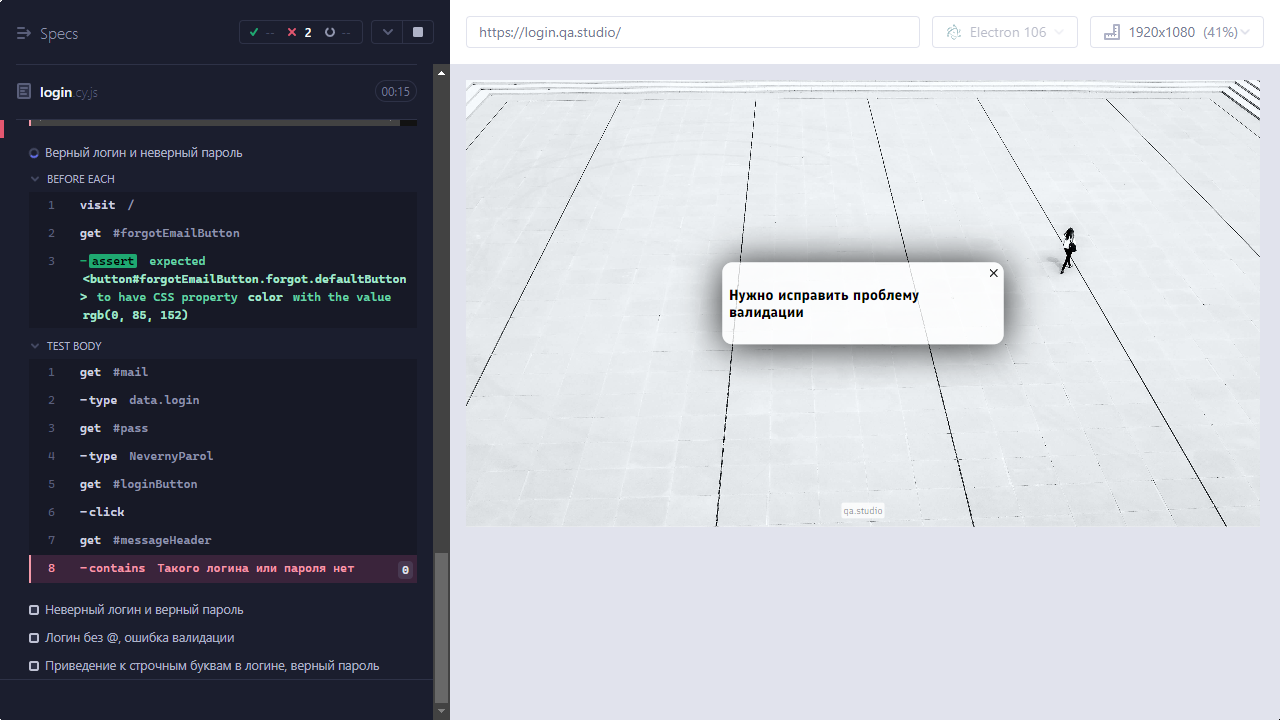 Specs
--
2
--
login.cy.js
00:15
Верный логин и неверный пароль
BEFORE EACH
1 visit /
2 get #forgotEmailButton
3 -assert expected
<button#forgotEmailButton.forgot.defaultButton
> to have CSS property color with the value
rgb(0, 85, 152)
TEST BODY
1 get #mail
2 -type data.login
3 get #pass
4 -type NevernyParol
5 get #loginButton
6 -click
7 get #messageHeader
8 -contains Такого логина или пароля нет 0
Неверный логин и верный пароль
Логин без @, ошибка валидации
Приведение к строчным буквам в логине, верный пароль
https://login.qa.studio/
Electron 106
1920x1080 (41%)
Нужно исправить проблему
валидации
qa.studio